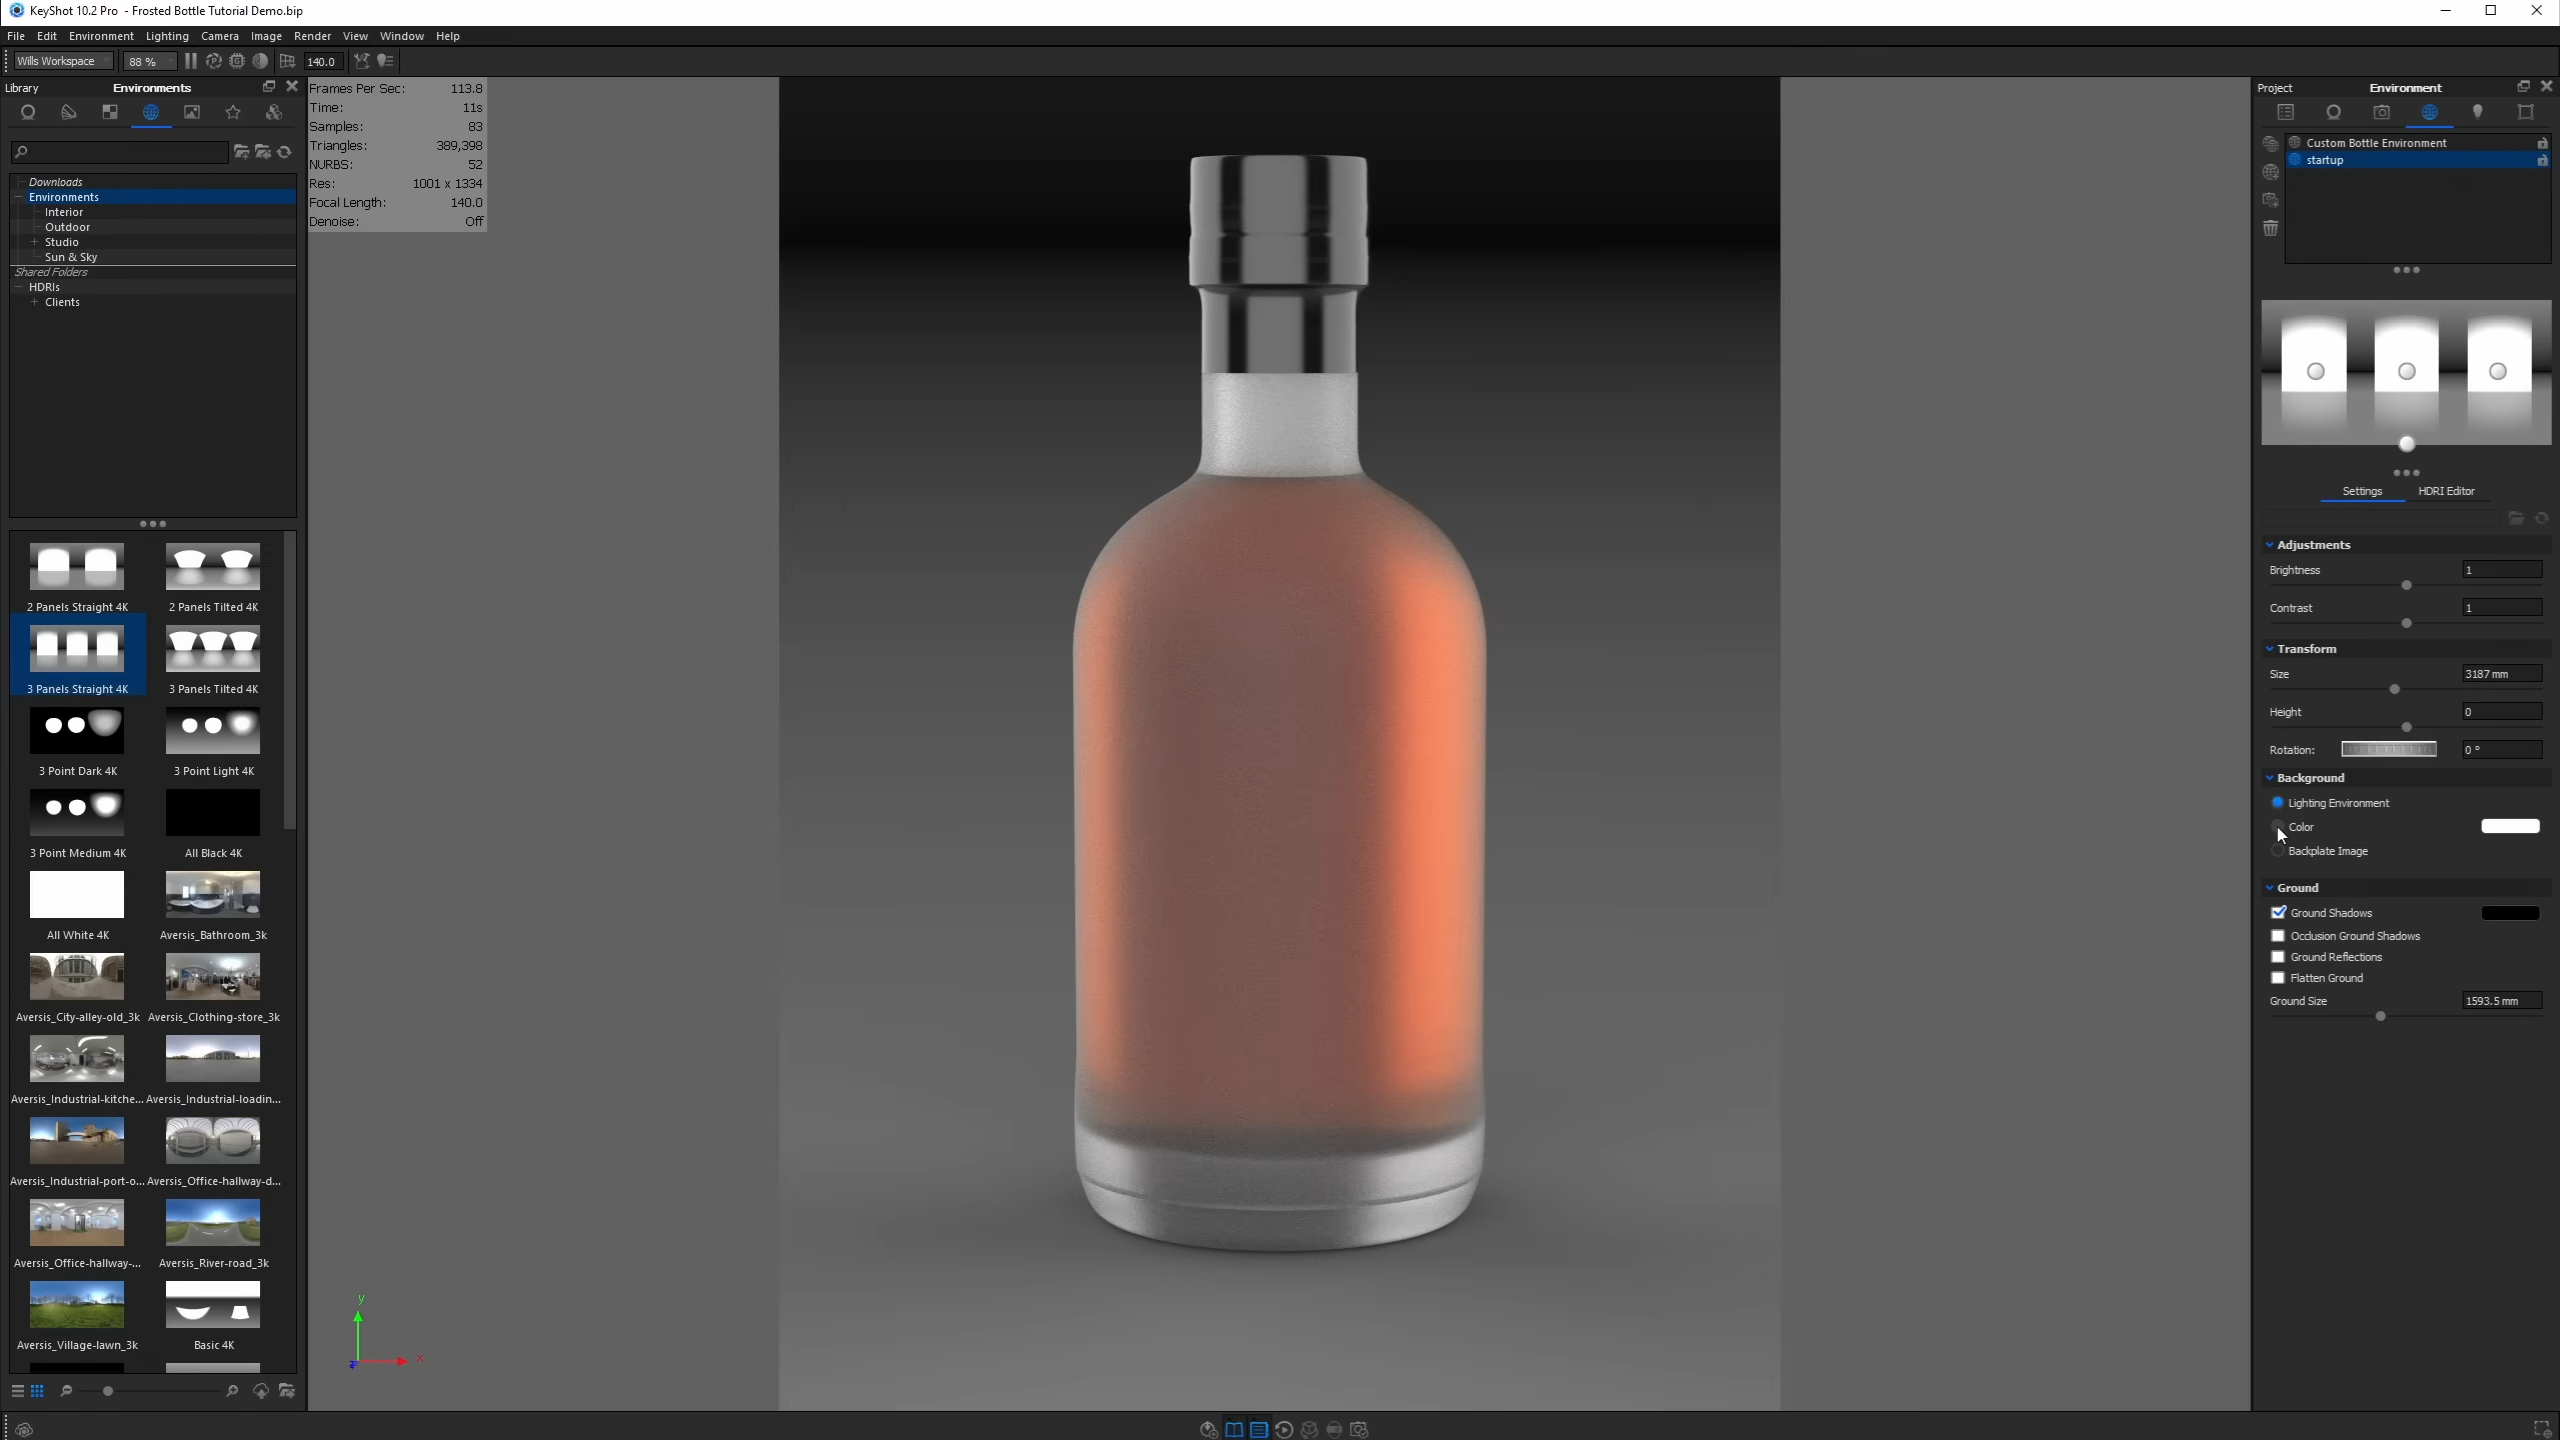 KeyShot 10.2 Pro  - Frosted Bottle Tutorial Demo.bip
File Edit Environment Lighting Camera Image Render View Window Help
Wills Workspace 88 % 140.0
Library Environments
Downloads
Environments
Interior
Outdoor
Studio
Sun & Sky
Shared Folders
HDRIs
Clients
2 Panels Straight 4K 2 Panels Tilted 4K
3 Panels Straight 4K 3 Panels Tilted 4K
3 Point Dark 4K 3 Point Light 4K
3 Point Medium 4K All Black 4K
All White 4K Aversis_Bathroom_3k
Aversis_City-alley-old_3k Aversis_Clothing-store_3k
Aversis_Industrial-kitche... Aversis_Industrial-loadin...
Aversis_Industrial-port-o... Aversis_Office-hallway-d...
Aversis_Office-hallway-... Aversis_River-road_3k
Aversis_Village-lawn_3k Basic 4K
Frames Per Sec: 113.8
Time: 11s
Samples: 83
Triangles: 389,398
NURBS: 52
Res: 1001 x 1334
Focal Length: 140.0
Denoise: Off
y
x
z
Project Environment
Custom Bottle Environment
startup
Settings HDRI Editor
Adjustments
Brightness 1
Contrast 1
Transform
Size 3187 mm
Height 0
Rotation: 0 °
Background
Lighting Environment
Color
Backplate Image
Ground
Ground Shadows
Occlusion Ground Shadows
Ground Reflections
Flatten Ground
Ground Size 1593.5 mm